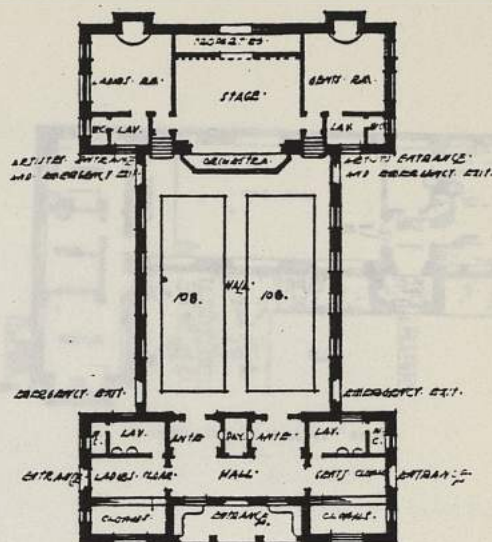 PROPERTIES.
LADIES. RM. GENTS. RM.
STAGE.
W.C. LAV. LAV. W.C.
ORCHESTRA.
ARTISTES. ENTRANCE ARTISTS ENTRANCE
AND EMERGENCY EXIT. AND EMERGENCY EXIT.
108. HALL. 108.
EMERGENCY. EXIT. EMERGENCY. EXIT.
W.C. LAV. ANTE PAY. ANTE LAV. W.C.
ENTRANCE LADIES. CLOAK HALL. GENTS CLOAK ENTRANCE
CLOAKS. ENTRANCE CLOAKS.